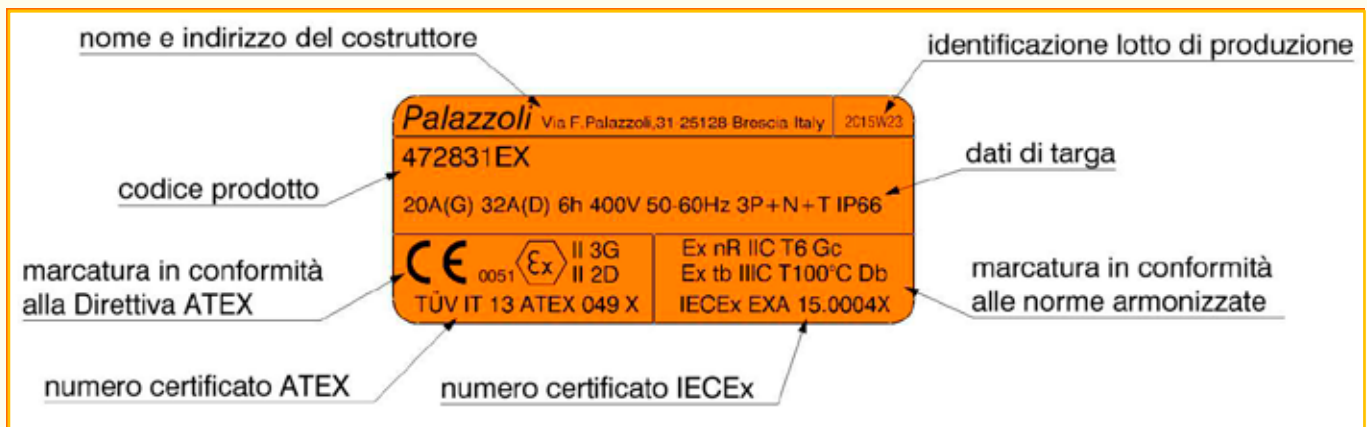 nome e indirizzo del costruttore
identificazione lotto di produzione
Palazzoli Via F.Palazzoli,31 25128 Brescia Italy 2015W23
472831EX
dati di targa
codice prodotto
20A(G) 32A(D) 6h 400V 50-60Hz 3P+N+T IP66
marcatura in conformità
alla Direttiva ATEX
CE 0051 Ex II 3G
II 2D
TÜV IT 13 ATEX 049 X
Ex nR IIC T6 Gc
Ex tb IIIC T100°C Db
IECEx EXA 15.0004X
marcatura in conformità
alle norme armonizzate
numero certificato ATEX
numero certificato IECEx